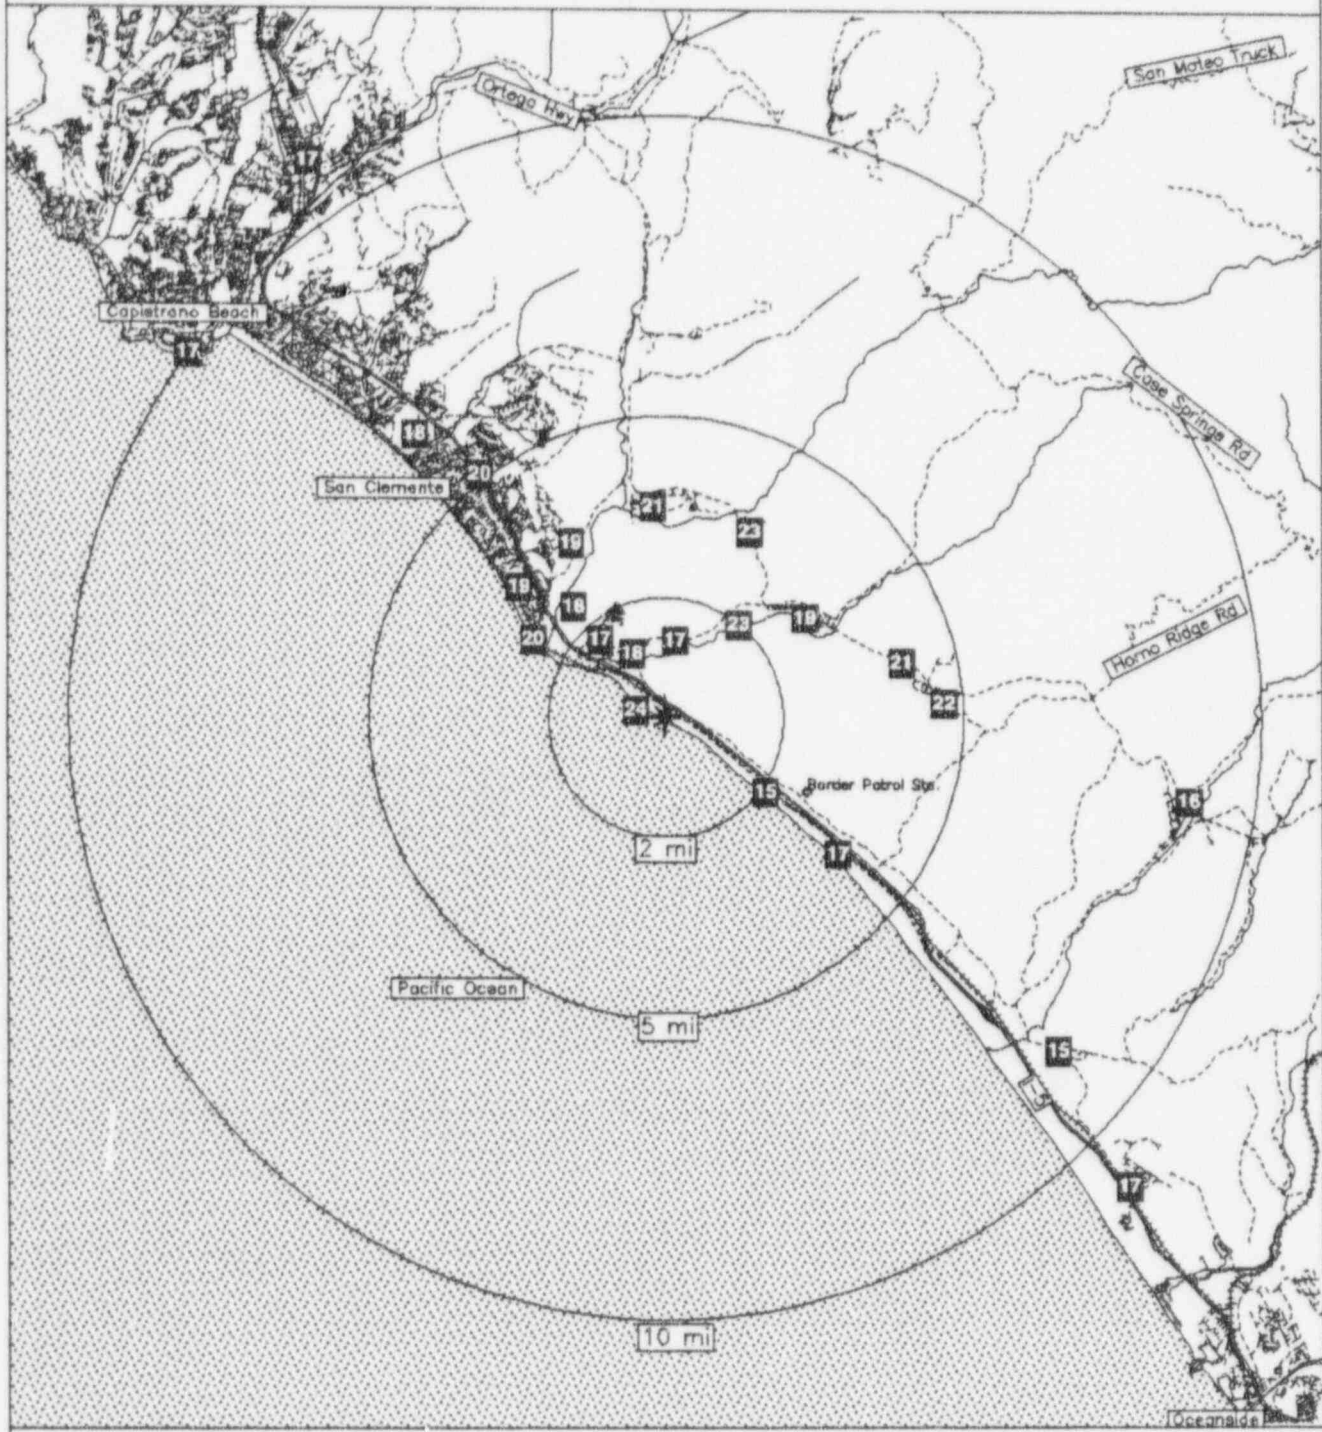 San Mateo Truck
Ortega Hwy
17
Capistrano Beach
17
Case Springs Rd
18
20
San Clemente
21
23
19
19
16
Horno Ridge Rd
20
17
18
17
23
19
21
22
24
15
Border Patrol Sta.
16
17
2 mi
Pacific Ocean
5 mi
15
I-5
17
10 mi
Oceanside